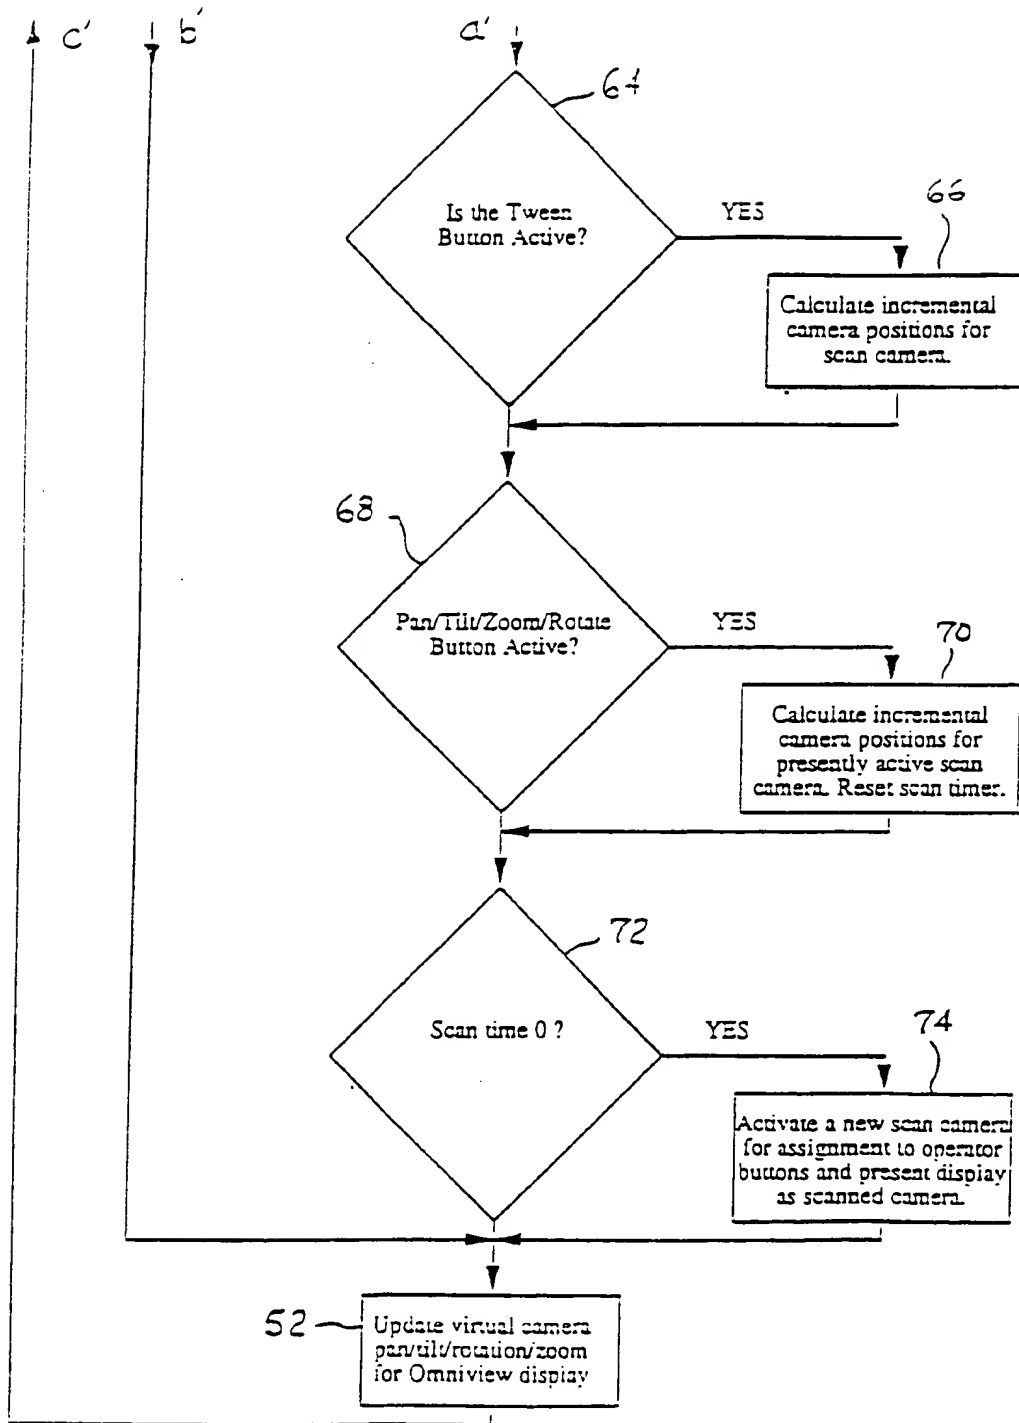 c'
b'
a'
64
Is the Tween
Button Active?
YES
66
Calculate incremental
camera positions for
scan camera.
68
Pan/Tilt/Zoom/Rotate
Button Active?
YES
70
Calculate incremental
camera positions for
presently active scan
camera. Reset scan timer.
72
Scan time 0 ?
YES
74
Activate a new scan camera
for assignment to operator
buttons and present display
as scanned camera.
52
Update virtual camera
pan/tilt/rotation/zoom
for Omniview display